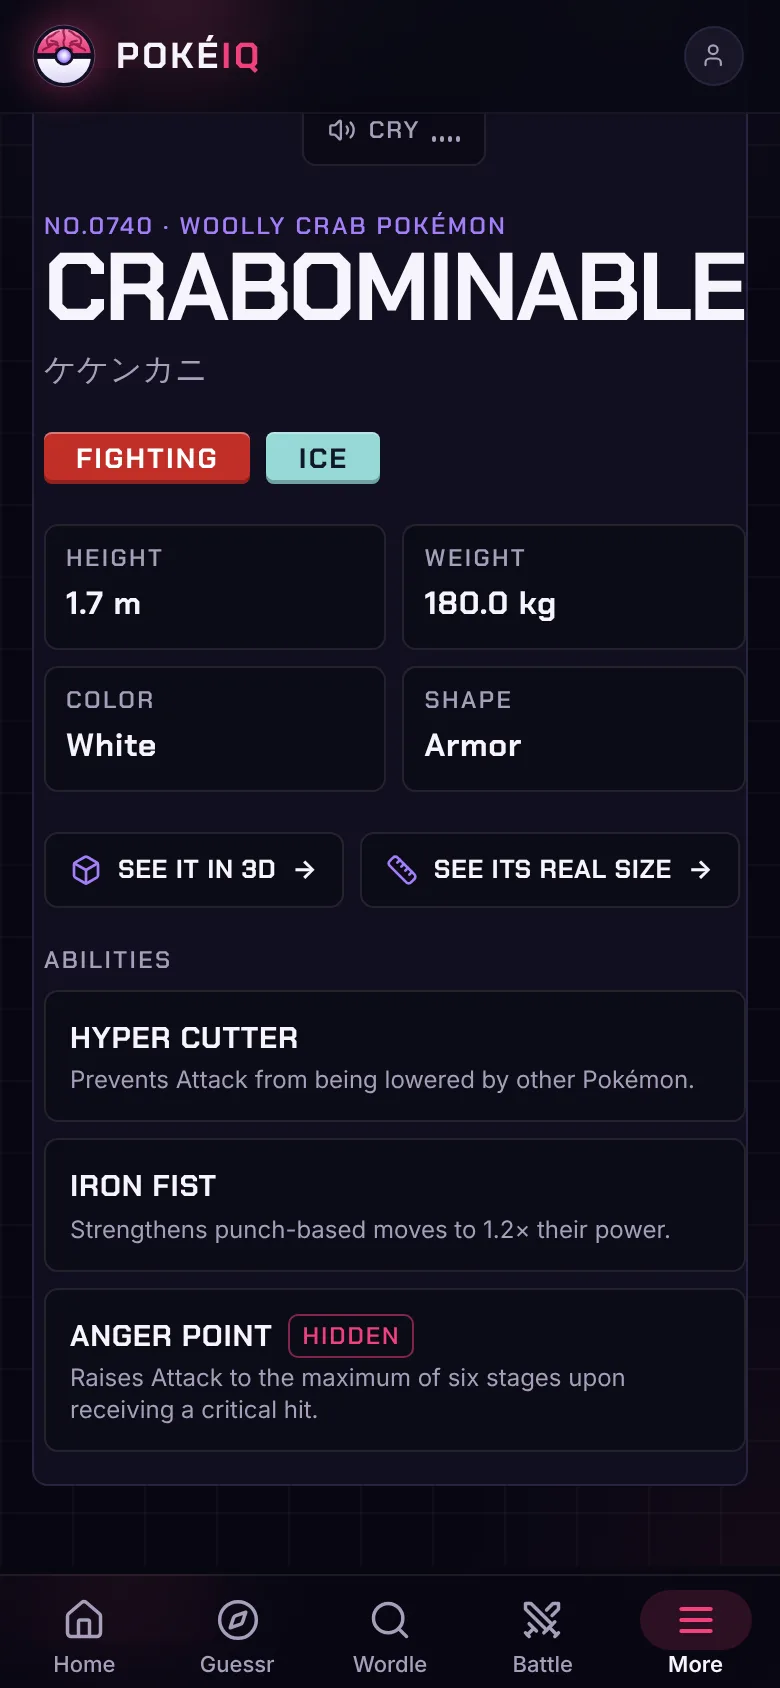 POKÉIQ
CRY
NO.0740 · WOOLLY CRAB POKÉMON
CRABOMINABLE
ケケンカニ
FIGHTING ICE
HEIGHT WEIGHT
1.7 m 180.0 kg
COLOR SHAPE
White Armor
SEE IT IN 3D → SEE ITS REAL SIZE →
ABILITIES
HYPER CUTTER
Prevents Attack from being lowered by other Pokémon.
IRON FIST
Strengthens punch-based moves to 1.2× their power.
ANGER POINT HIDDEN
Raises Attack to the maximum of six stages upon
receiving a critical hit.
Home Guessr Wordle Battle More